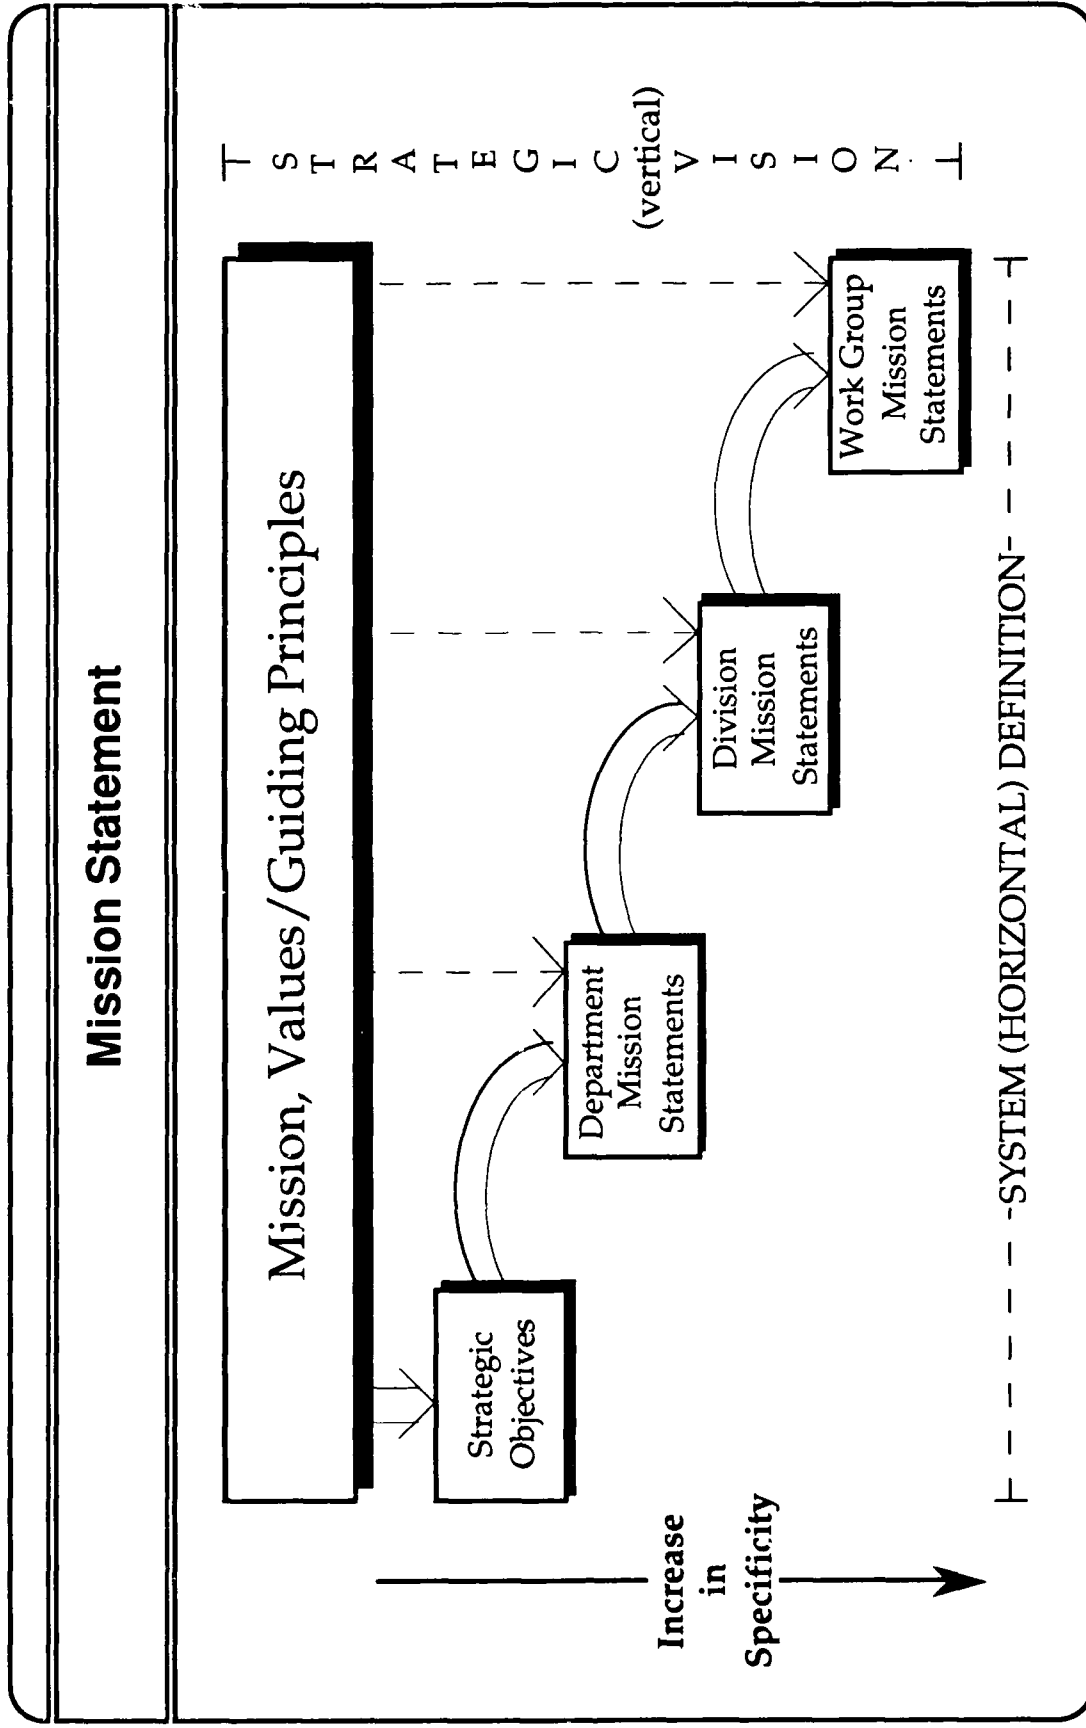 Mission Statement
Mission, Values/Guiding Principles
Strategic
Objectives
Department
Mission
Statements
Division
Mission
Statements
Work Group
Mission
Statements
Increase
in
Specificity
STRATEGIC
(vertical)
VISION
SYSTEM (HORIZONTAL) DEFINITION